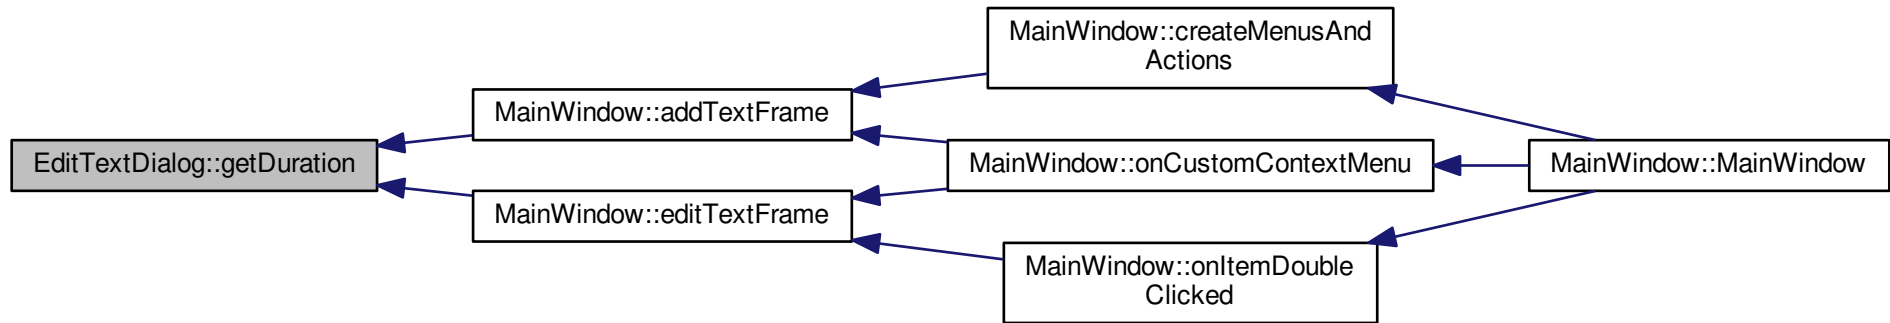 MainWindow::createMenusAnd
Actions
MainWindow::addTextFrame
EditTextDialog::getDuration
MainWindow::onCustomContextMenu
MainWindow::MainWindow
MainWindow::editTextFrame
MainWindow::onItemDouble
Clicked